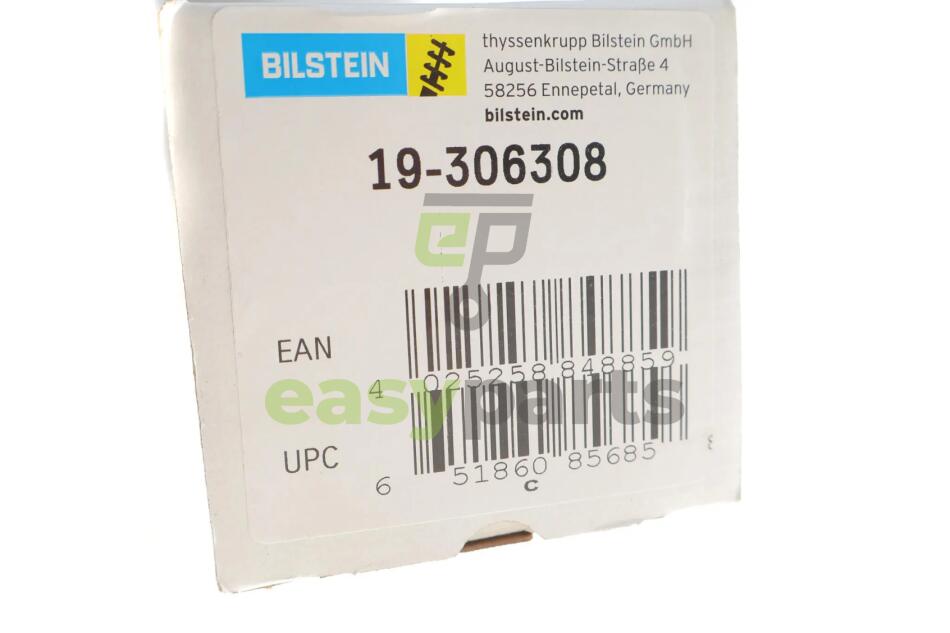 BILSTEIN
thyssenkrupp Bilstein GmbH
August-Bilstein-Straße 4
58256 Ennepetal, Germany
bilstein.com
19-306308
ep
EAN
4 025258 848859
easyparts
UPC
6 51860 85685
C